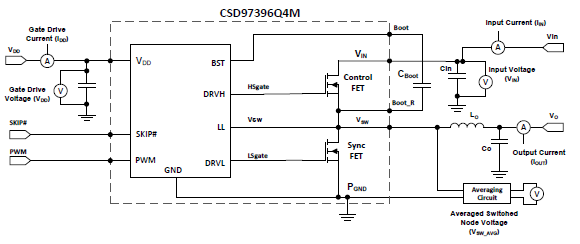 CSD97396Q4M
Gate Drive
Current (IDD)
VDD
A
V
Gate Drive
Voltage (VDD)
SKIP#
PWM
VDD
SKIP#
PWM
GND
BST
DRVH
LL
DRVL
Boot
HSgate
Vsw
LSgate
VIN
Control
FET
CBoot
Boot_R
VSW
Sync
FET
PGND
Input Current (IIN)
A
Vin
Cin
V
Input Voltage
(VIN)
LO
A
VO
Co
Output Current
(IOUT)
Averaging
Circuit
V
Averaged Switched
Node Voltage
(VSW_AVG)